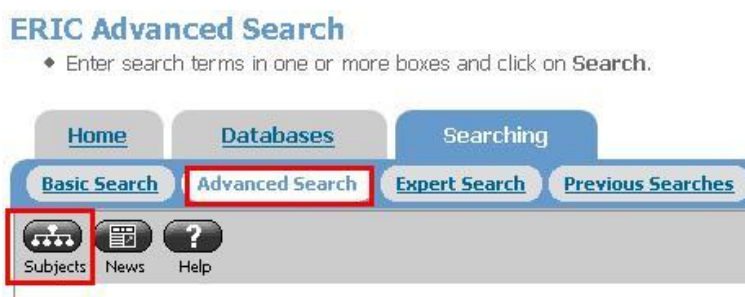 ERIC Advanced Search
◆ Enter search terms in one or more boxes and click on Search.
Home Databases Searching
Basic Search Advanced Search Expert Search Previous Searches
?
Subjects News Help